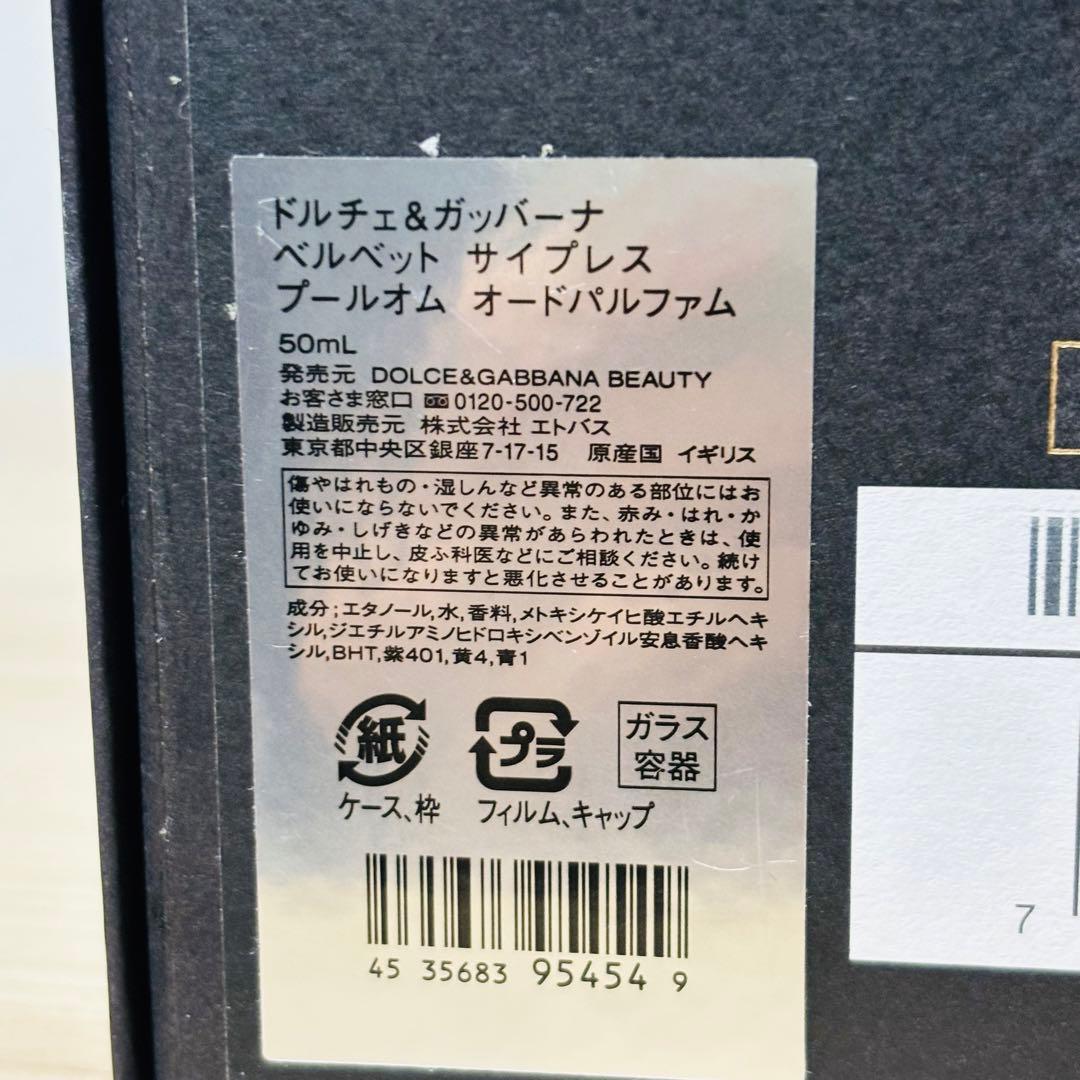 ドルチェ&ガッバーナ
ベルベット サイプレス
プールオム オードパルファム
50mL
発売元 DOLCE&GABBANA BEAUTY
お客さま窓口 0120-500-722
製造販売元 株式会社 エトバス
東京都中央区銀座7-17-15 原産国 イギリス
傷やはれもの・湿しんなど異常のある部位にはお
使いにならないでください。また、赤み・はれ・か
ゆみ・しげきなどの異常があらわれたときは、使
用を中止し、皮ふ科医などにご相談ください。続け
てお使いになりますと悪化させることがあります。
成分;エタノール,水,香料,メトキシケイヒ酸エチルヘキ
シル,ジエチルアミノヒドロキシベンゾイル安息香酸ヘキ
シル,BHT,紫401,黄4,青1
紙
プラ
ガラス
容器
ケース、枠
フィルム、キャップ
45 35683 95454 9
7